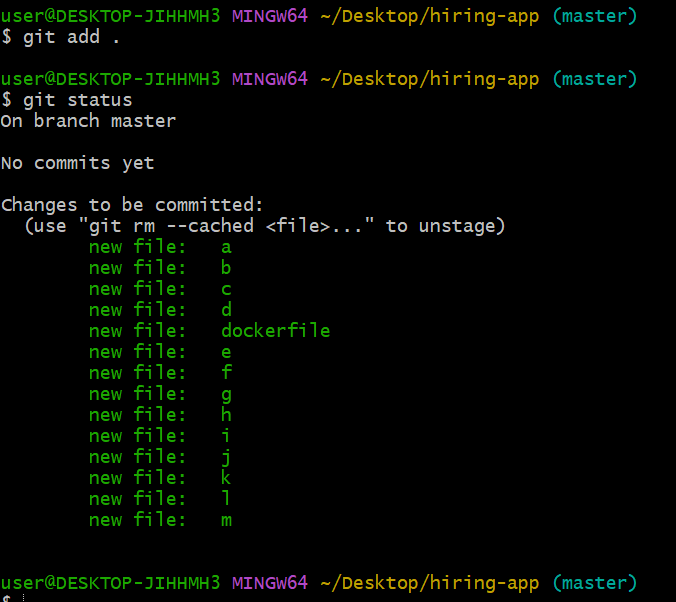 user@DESKTOP-JIHHMH3 MINGW64 ~/Desktop/hiring-app (master)
$ git add .
user@DESKTOP-JIHHMH3 MINGW64 ~/Desktop/hiring-app (master)
$ git status
On branch master
No commits yet
Changes to be committed:
  (use "git rm --cached <file>..." to unstage)
        new file:   a
        new file:   b
        new file:   c
        new file:   d
        new file:   dockerfile
        new file:   e
        new file:   f
        new file:   g
        new file:   h
        new file:   i
        new file:   j
        new file:   k
        new file:   l
        new file:   m
user@DESKTOP-JIHHMH3 MINGW64 ~/Desktop/hiring-app (master)
$